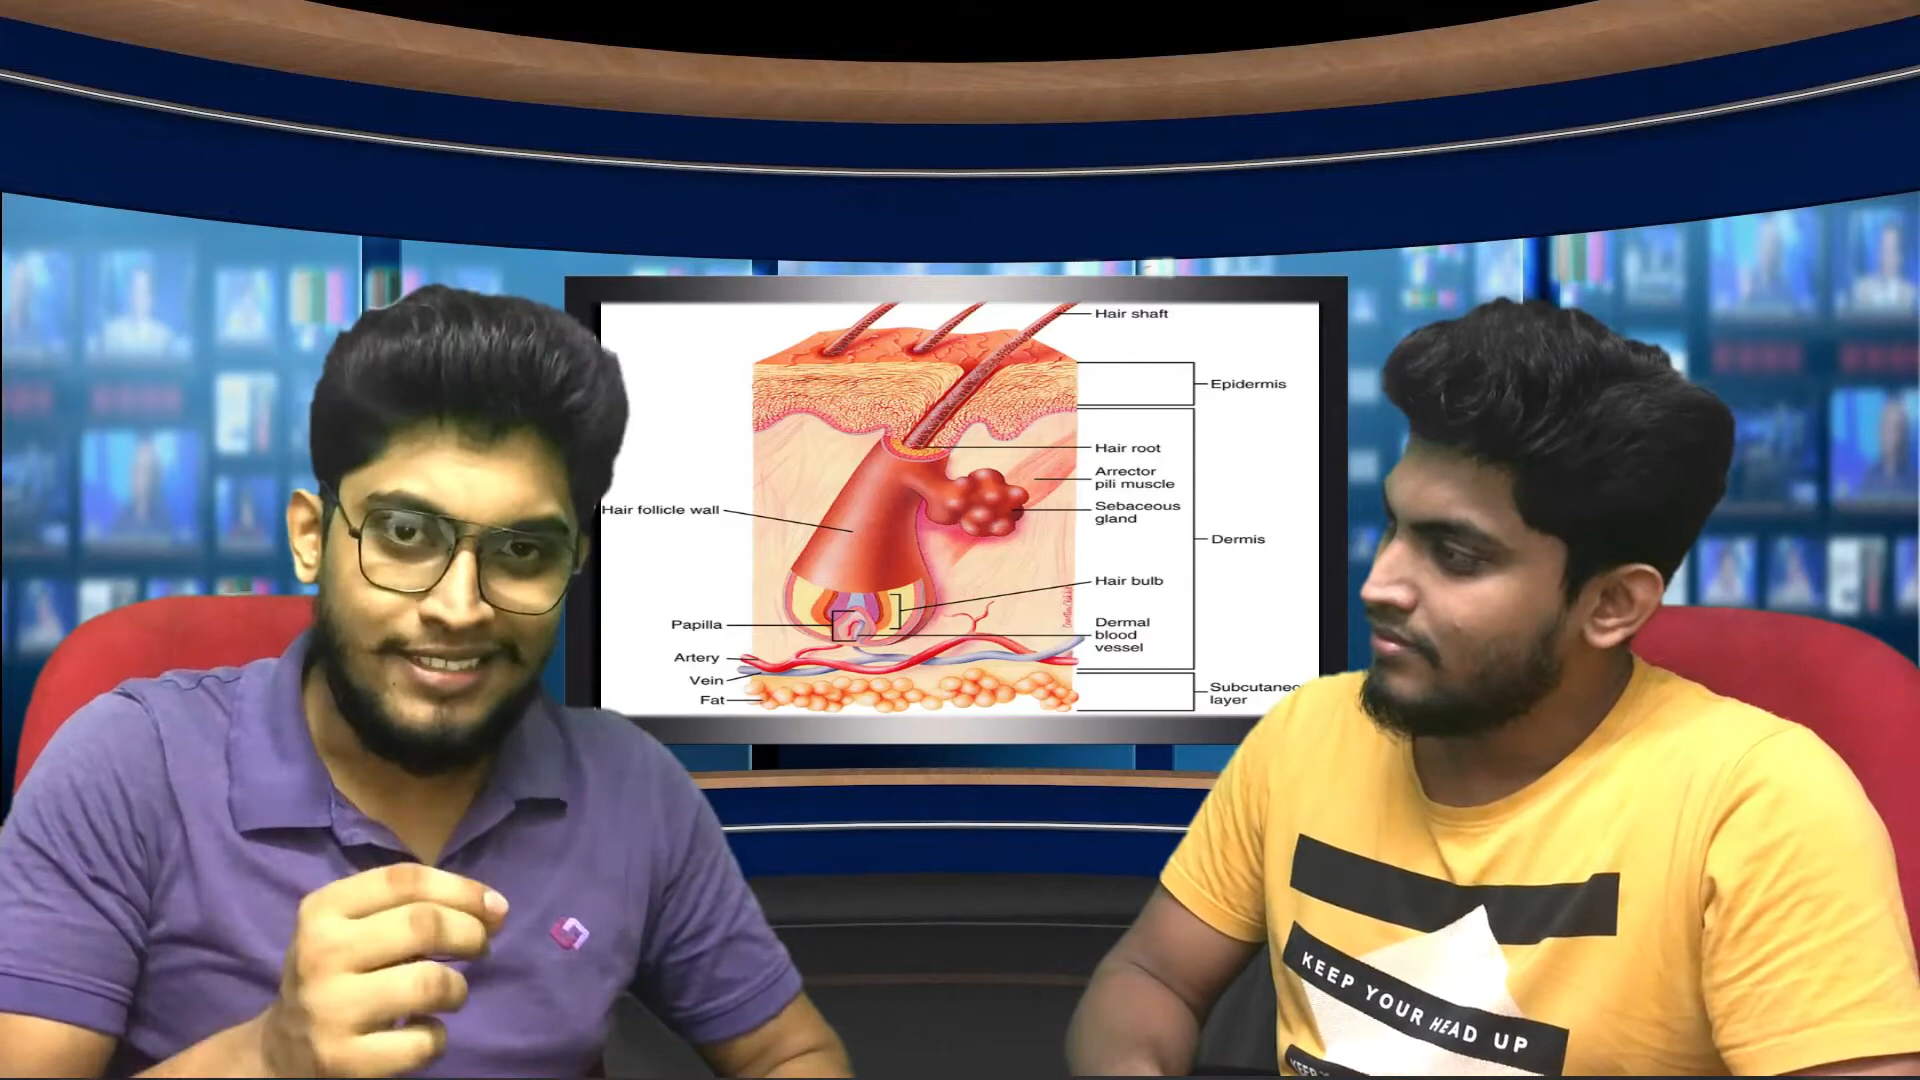 Hair shaft
Epidermis
Hair root
Arrector
pili muscle
Sebaceous
gland
Hair follicle wall
Dermis
Hair bulb
Papilla
Dermal
blood
vessel
Artery
Vein
Fat
Subcutaneo
layer
KEEP YOUR HEAD UP
KEEP